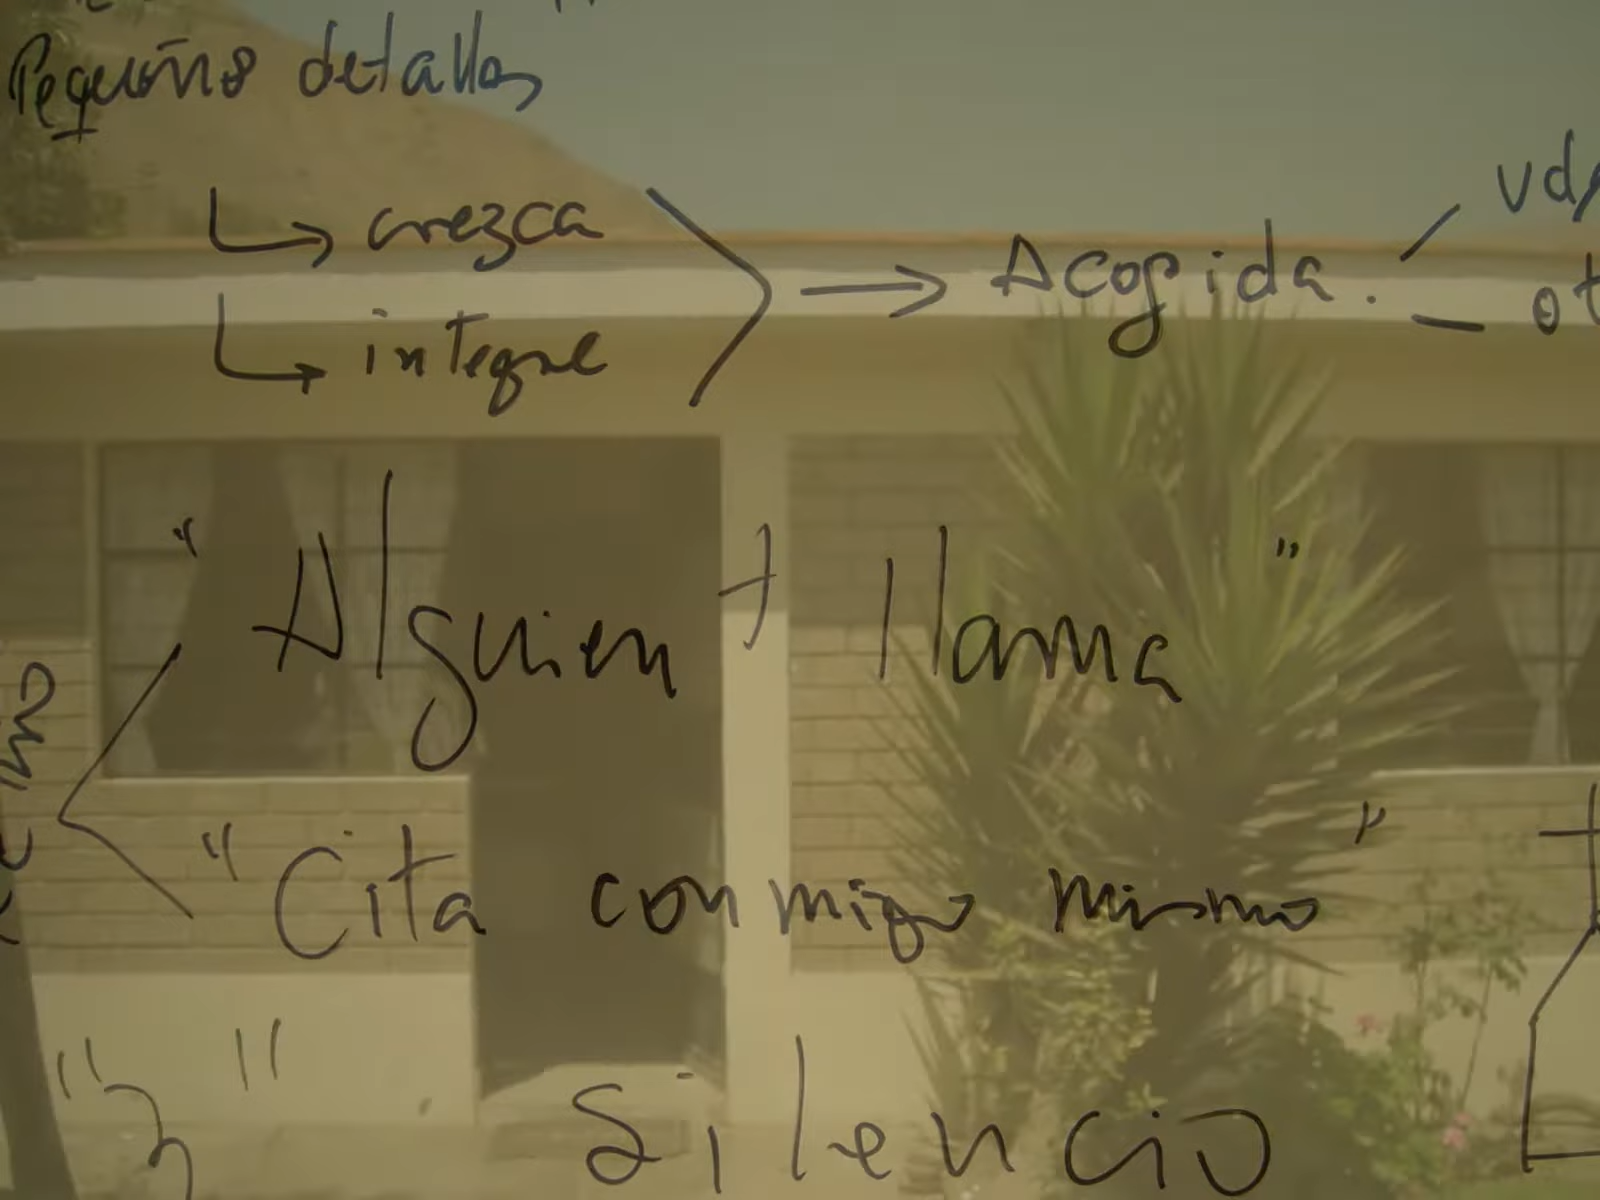 Pequeños detalles
↳ crezca
↳ integre
→ Acogida.
"Alguien t llama"
"Cita conmigo mismo"
Silencio